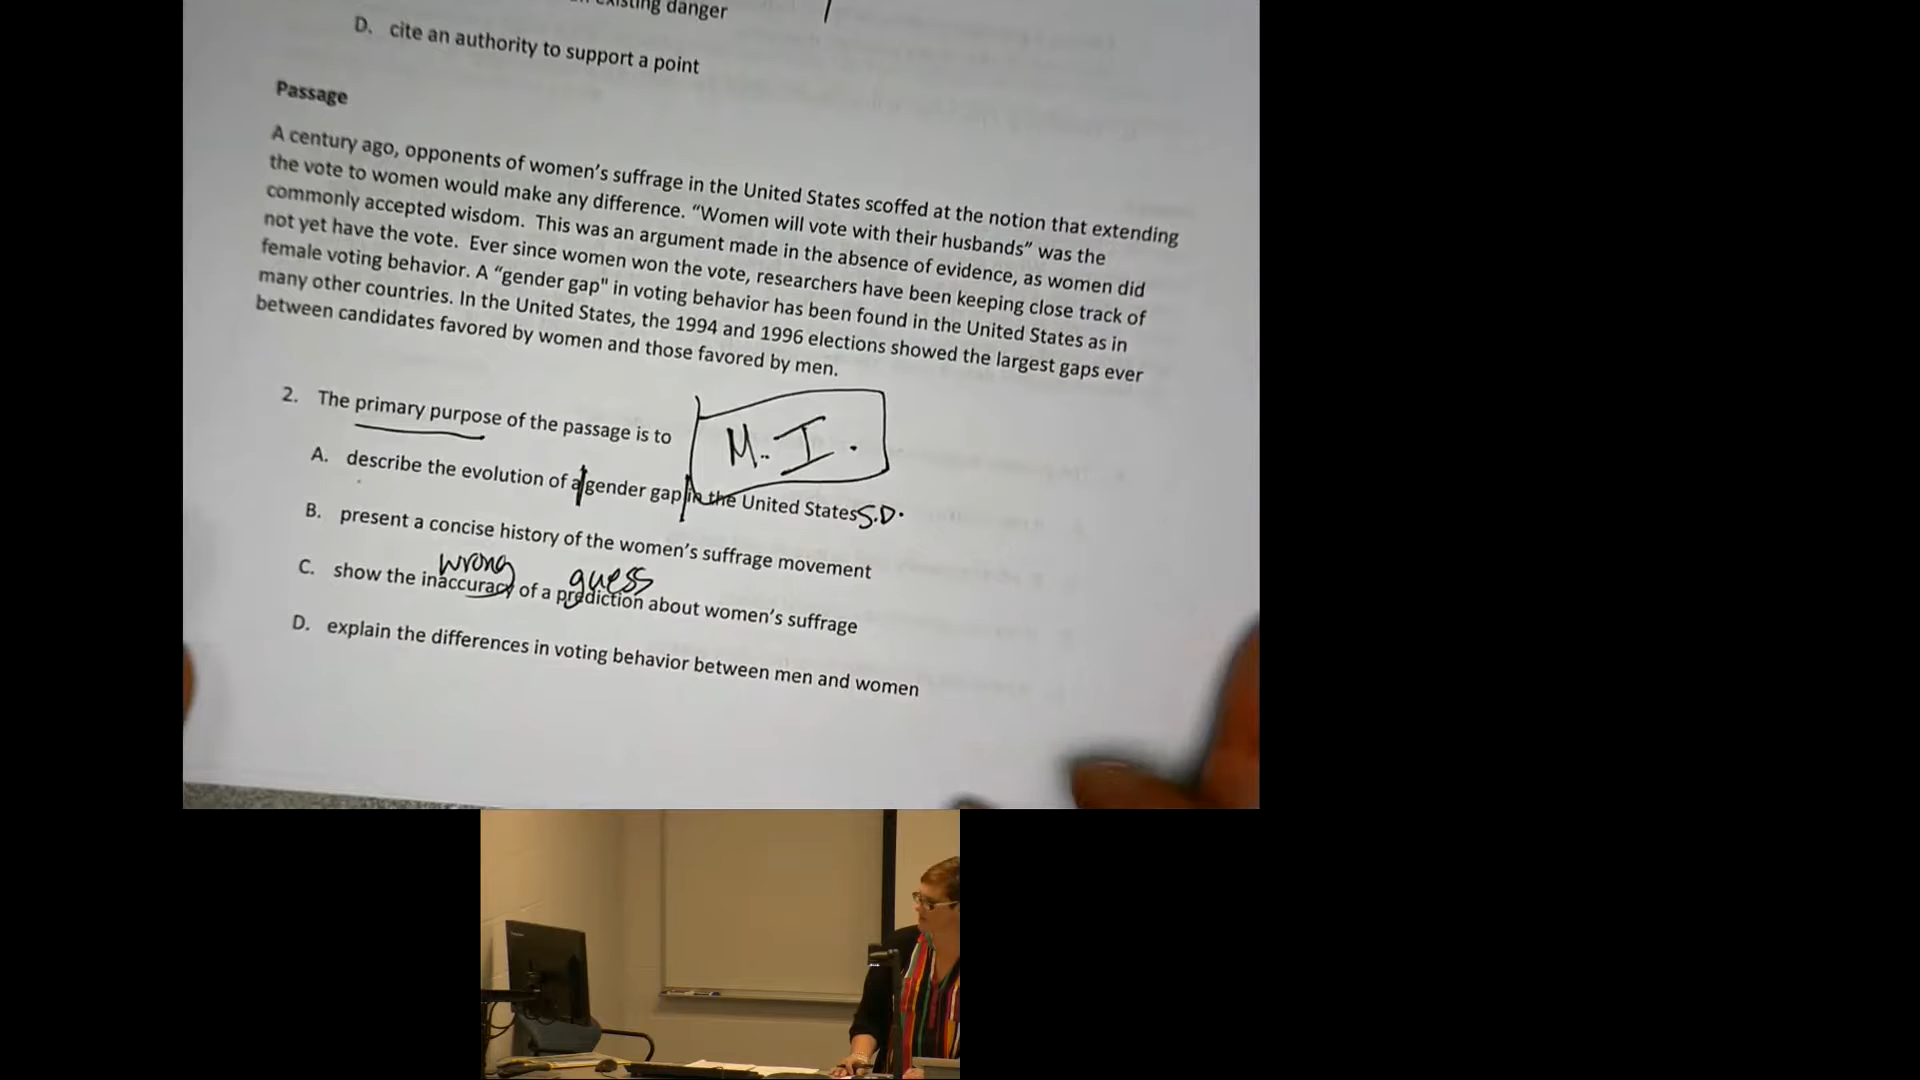 existing danger
D. cite an authority to support a point
Passage
A century ago, opponents of women's suffrage in the United States scoffed at the notion that extending
the vote to women would make any difference. “Women will vote with their husbands” was the
commonly accepted wisdom. This was an argument made in the absence of evidence, as women did
not yet have the vote. Ever since women won the vote, researchers have been keeping close track of
female voting behavior. A “gender gap" in voting behavior has been found in the United States as in
many other countries. In the United States, the 1994 and 1996 elections showed the largest gaps ever
between candidates favored by women and those favored by men.
2. The primary purpose of the passage is to
M. I.
A. describe the evolution of a gender gap in the United States S.D.
B. present a concise history of the women's suffrage movement
wrong guess
C. show the inaccuracy of a prediction about women's suffrage
D. explain the differences in voting behavior between men and women